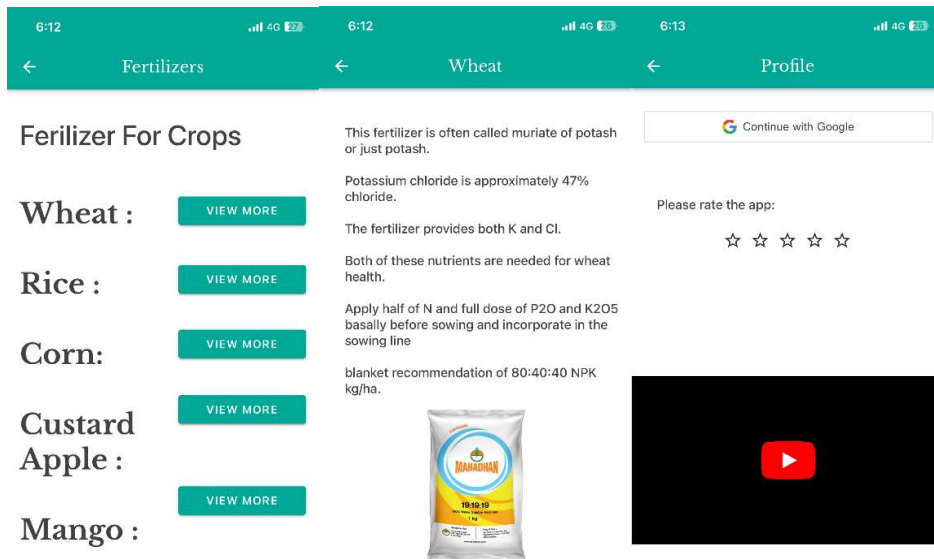 6:12
4G 27
Fertilizers
Ferilizer For Crops
Wheat :
VIEW MORE
Rice :
VIEW MORE
Corn:
VIEW MORE
Custard
Apple :
VIEW MORE
Mango :
VIEW MORE
6:12
4G 26
Wheat
This fertilizer is often called muriate of potash
or just potash.
Potassium chloride is approximately 47%
chloride.
The fertilizer provides both K and Cl.
Both of these nutrients are needed for wheat
health.
Apply half of N and full dose of P2O and K2O5
basally before sowing and incorporate in the
sowing line
blanket recommendation of 80:40:40 NPK
kg/ha.
MAHADHAN
19:19:19
1 kg
6:13
4G 26
Profile
Continue with Google
Please rate the app: